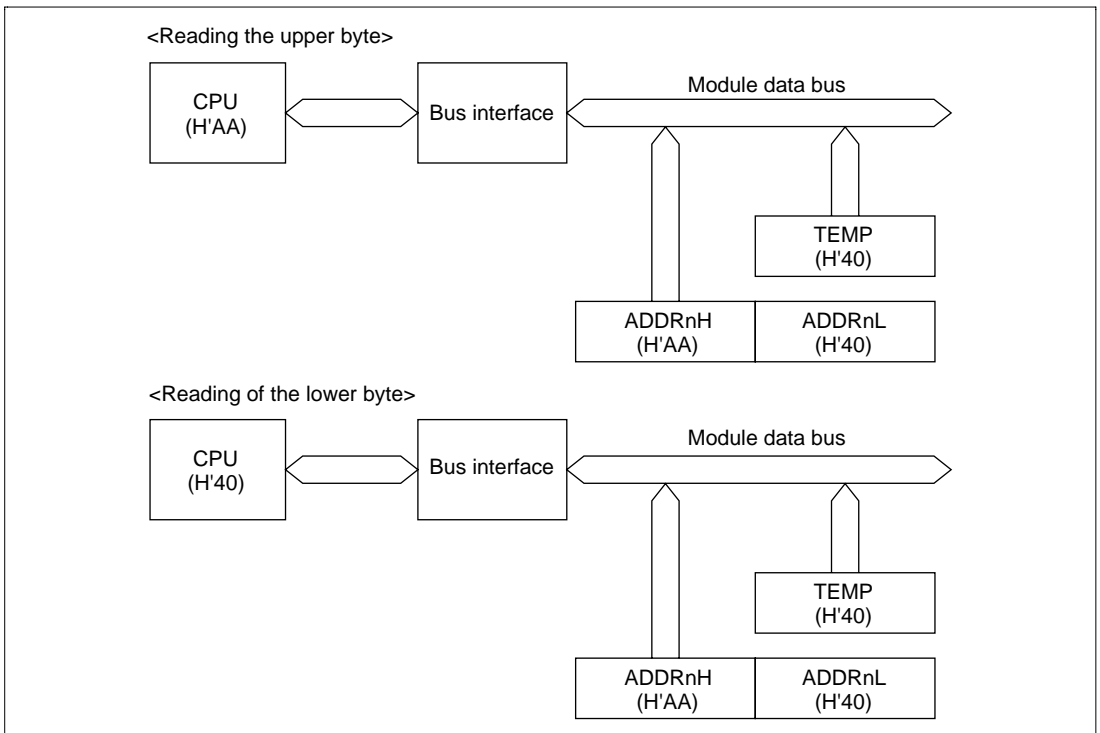 <Reading the upper byte>
CPU
(H'AA)
Bus interface
Module data bus
TEMP
(H'40)
ADDRnH
(H'AA)
ADDRnL
(H'40)
<Reading of the lower byte>
CPU
(H'40)
Bus interface
Module data bus
TEMP
(H'40)
ADDRnH
(H'AA)
ADDRnL
(H'40)